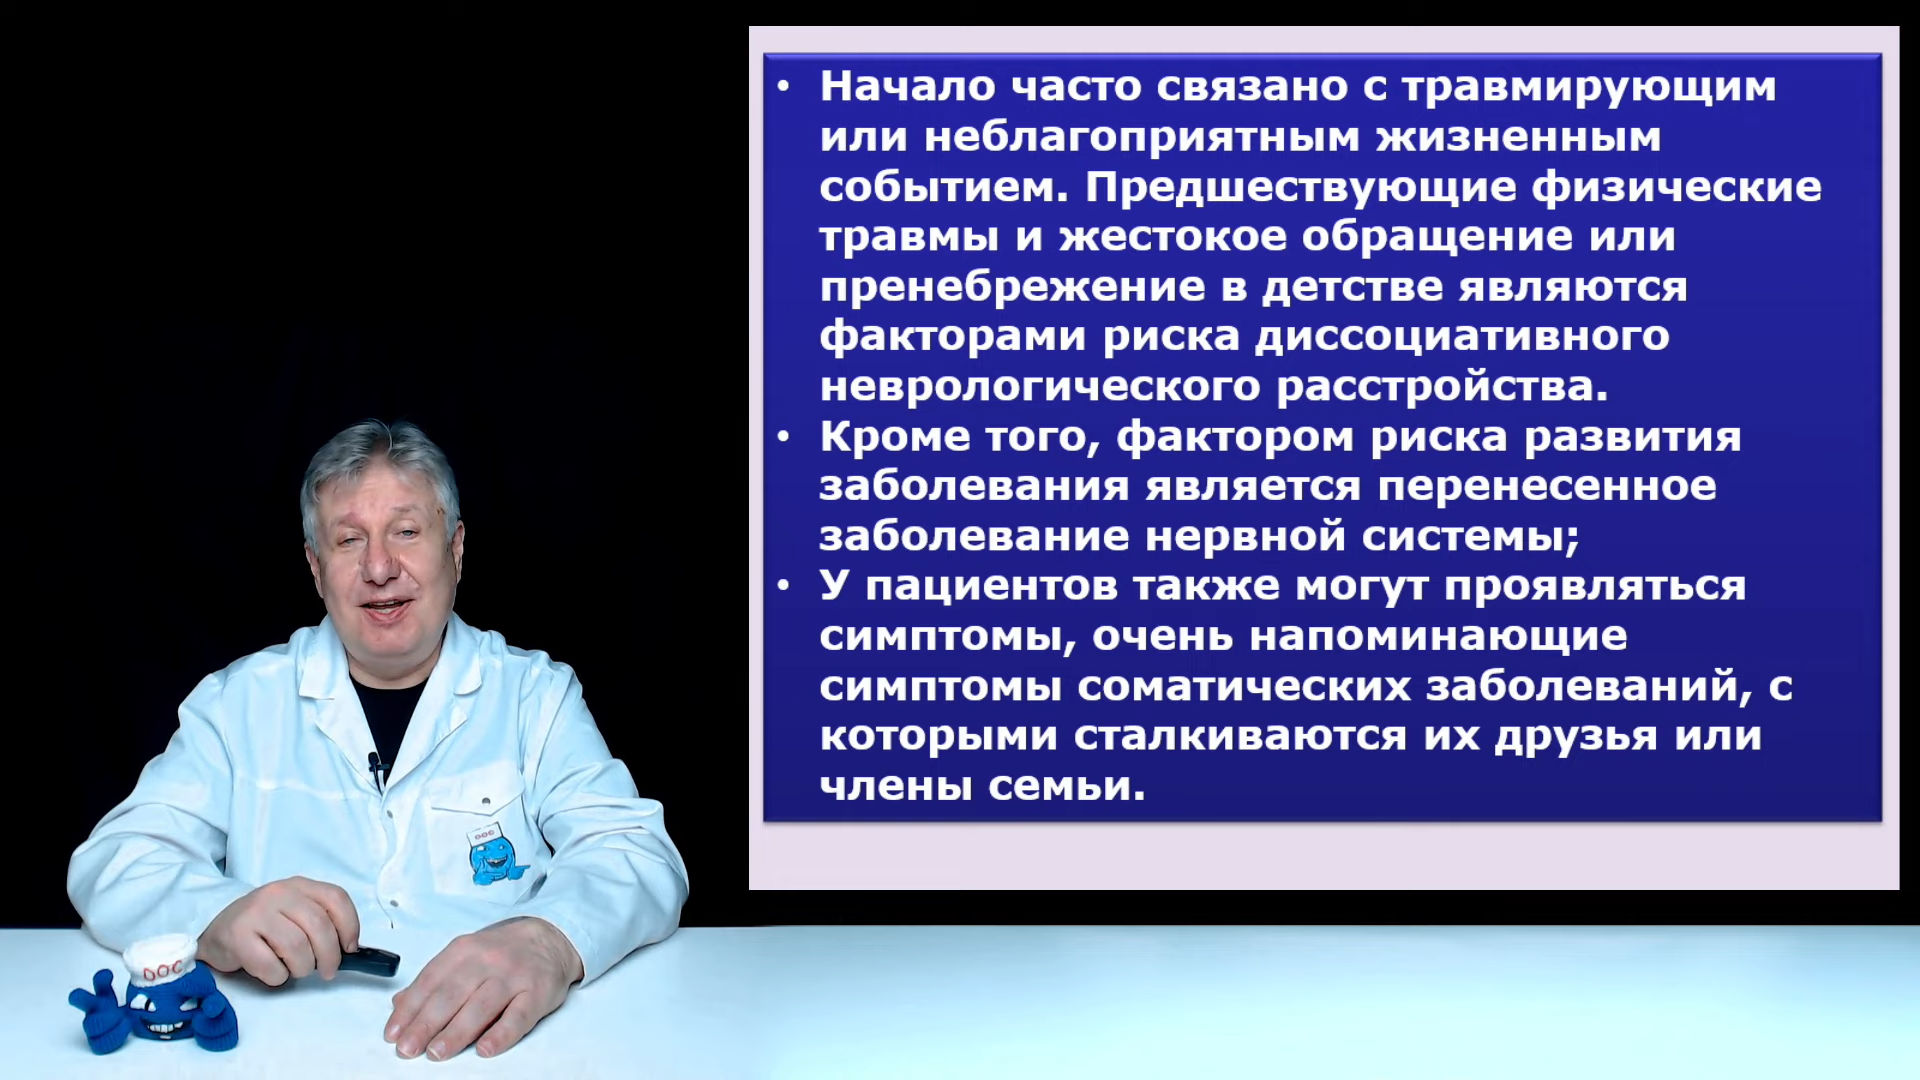 • Начало часто связано с травмирующим
или неблагоприятным жизненным
событием. Предшествующие физические
травмы и жестокое обращение или
пренебрежение в детстве являются
факторами риска диссоциативного
неврологического расстройства.
• Кроме того, фактором риска развития
заболевания является перенесенное
заболевание нервной системы;
• У пациентов также могут проявляться
симптомы, очень напоминающие
симптомы соматических заболеваний, с
которыми сталкиваются их друзья или
члены семьи.
DOC
DOC